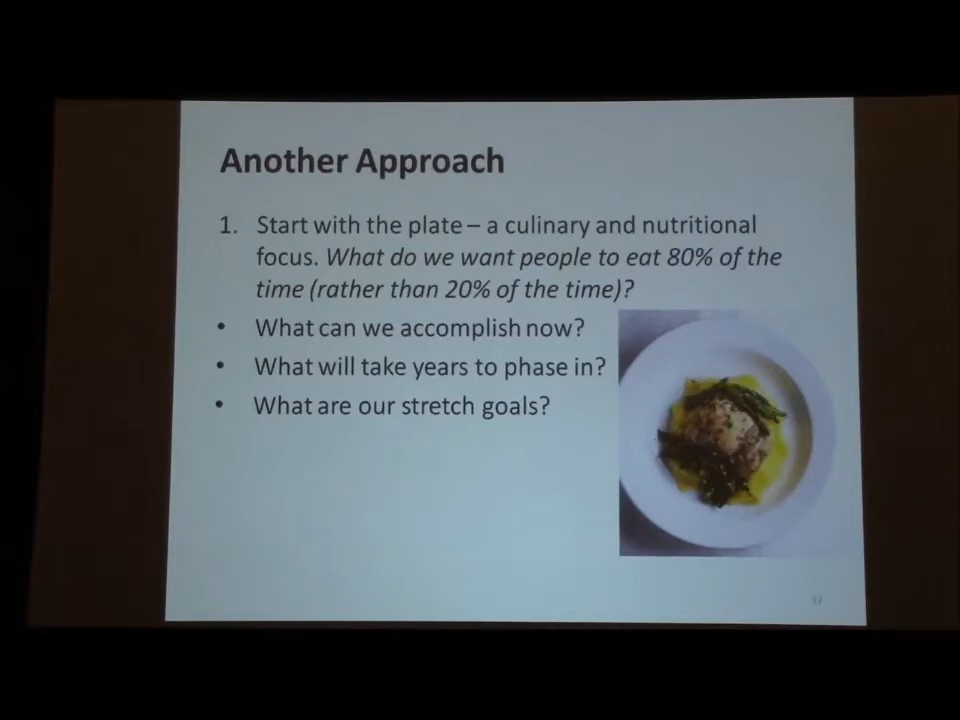 Another Approach
1. Start with the plate – a culinary and nutritional
focus. What do we want people to eat 80% of the
time (rather than 20% of the time)?
• What can we accomplish now?
• What will take years to phase in?
• What are our stretch goals?
37